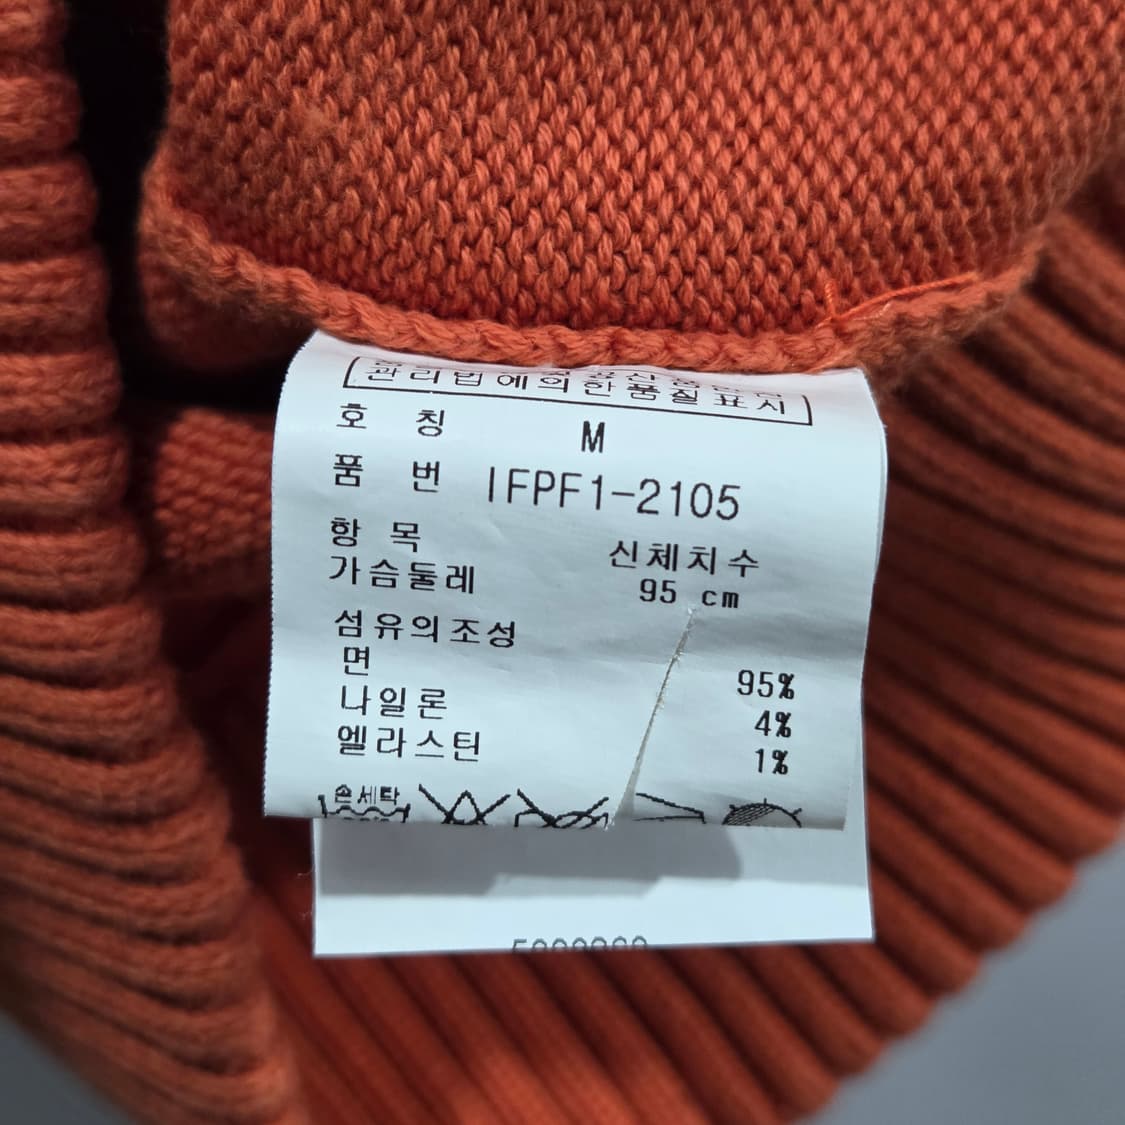 관리법에의한품질표시
호 칭 M
품 번 IFPF1-2105
항 목 신체치수
가슴둘레 95 cm
섬유의조성
면 95%
나일론 4%
엘라스틴 1%
손세탁